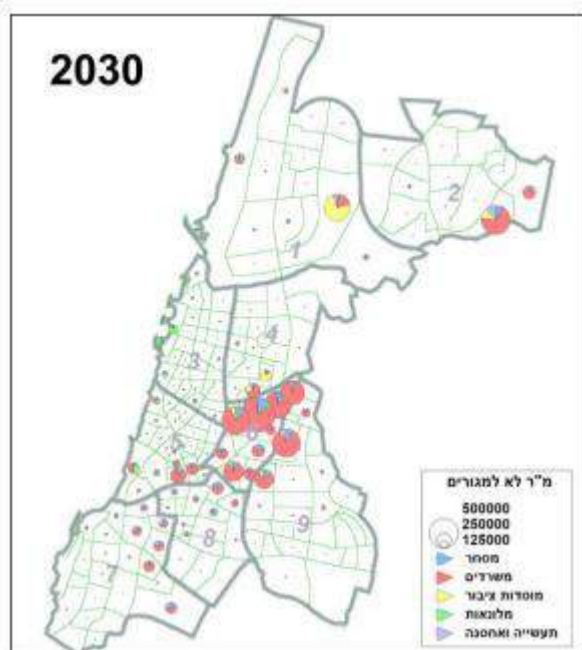 2030
2
1
4
3
5
6
9
8
7
מ"ר לא למגורים
500000
250000
125000
מסחר
משרדים
מוסדות ציבור
מלונאות
תעשייה ואחסנה